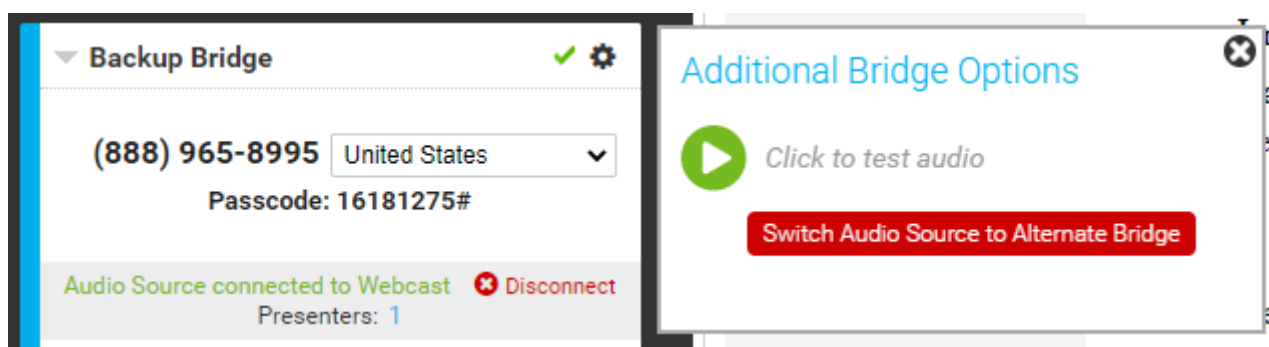 Backup Bridge
(888) 965-8995 United States
Passcode: 16181275#
Audio Source connected to Webcast Disconnect
Presenters: 1
Additional Bridge Options
Click to test audio
Switch Audio Source to Alternate Bridge